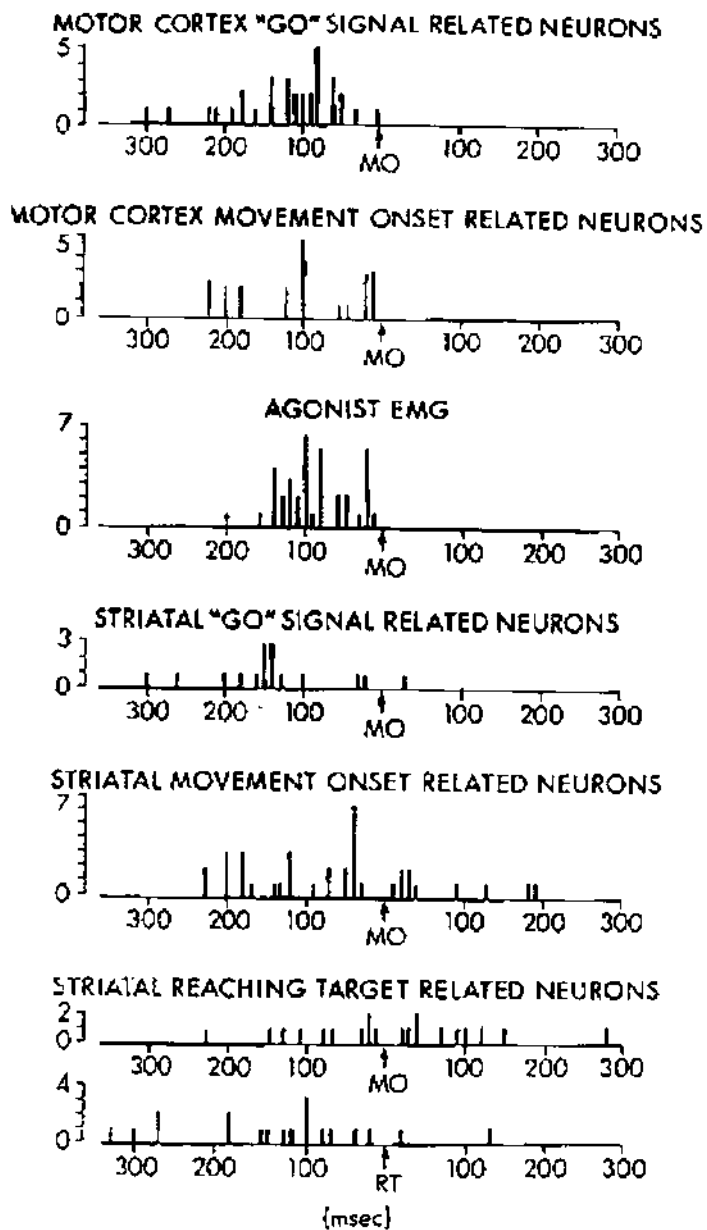 MOTOR CORTEX "GO" SIGNAL RELATED NEURONS
5
0
300 200 100 100 200 300
MO
MOTOR CORTEX MOVEMENT ONSET RELATED NEURONS
5
0
300 200 100 100 200 300
MO
AGONIST EMG
7
0
300 200 100 100 200 300
MO
STRIATAL "GO" SIGNAL RELATED NEURONS
3
0
300 200 100 100 200 300
MO
STRIATAL MOVEMENT ONSET RELATED NEURONS
7
0
300 200 100 100 200 300
MO
STRIATAL REACHING TARGET RELATED NEURONS
2
0
300 200 100 100 200 300
MO
4
0
300 200 100 100 200 300
RT
{msec}